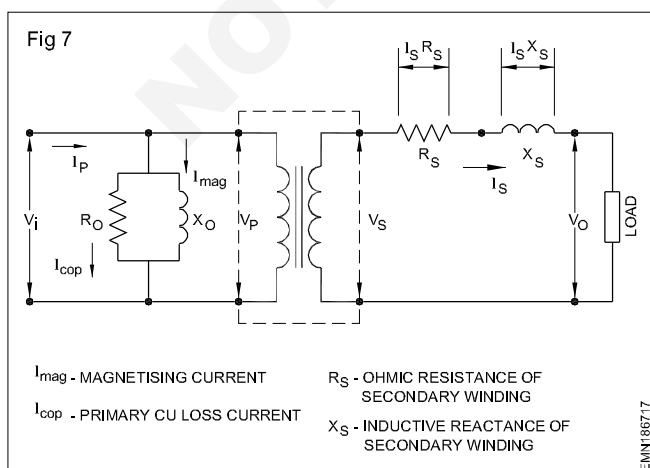 Fig 7
I_S R_S
I_S X_S
R_S
X_S
I_S
I_P
I_mag
V_i
R_O
X_O
V_P
V_S
V_O
LOAD
I_cop
I_mag - MAGNETISING CURRENT
I_cop - PRIMARY CU LOSS CURRENT
R_S - OHMIC RESISTANCE OF
SECONDARY WINDING
X_S - INDUCTIVE REACTANCE OF
SECONDARY WINDING
EMN186717
NO